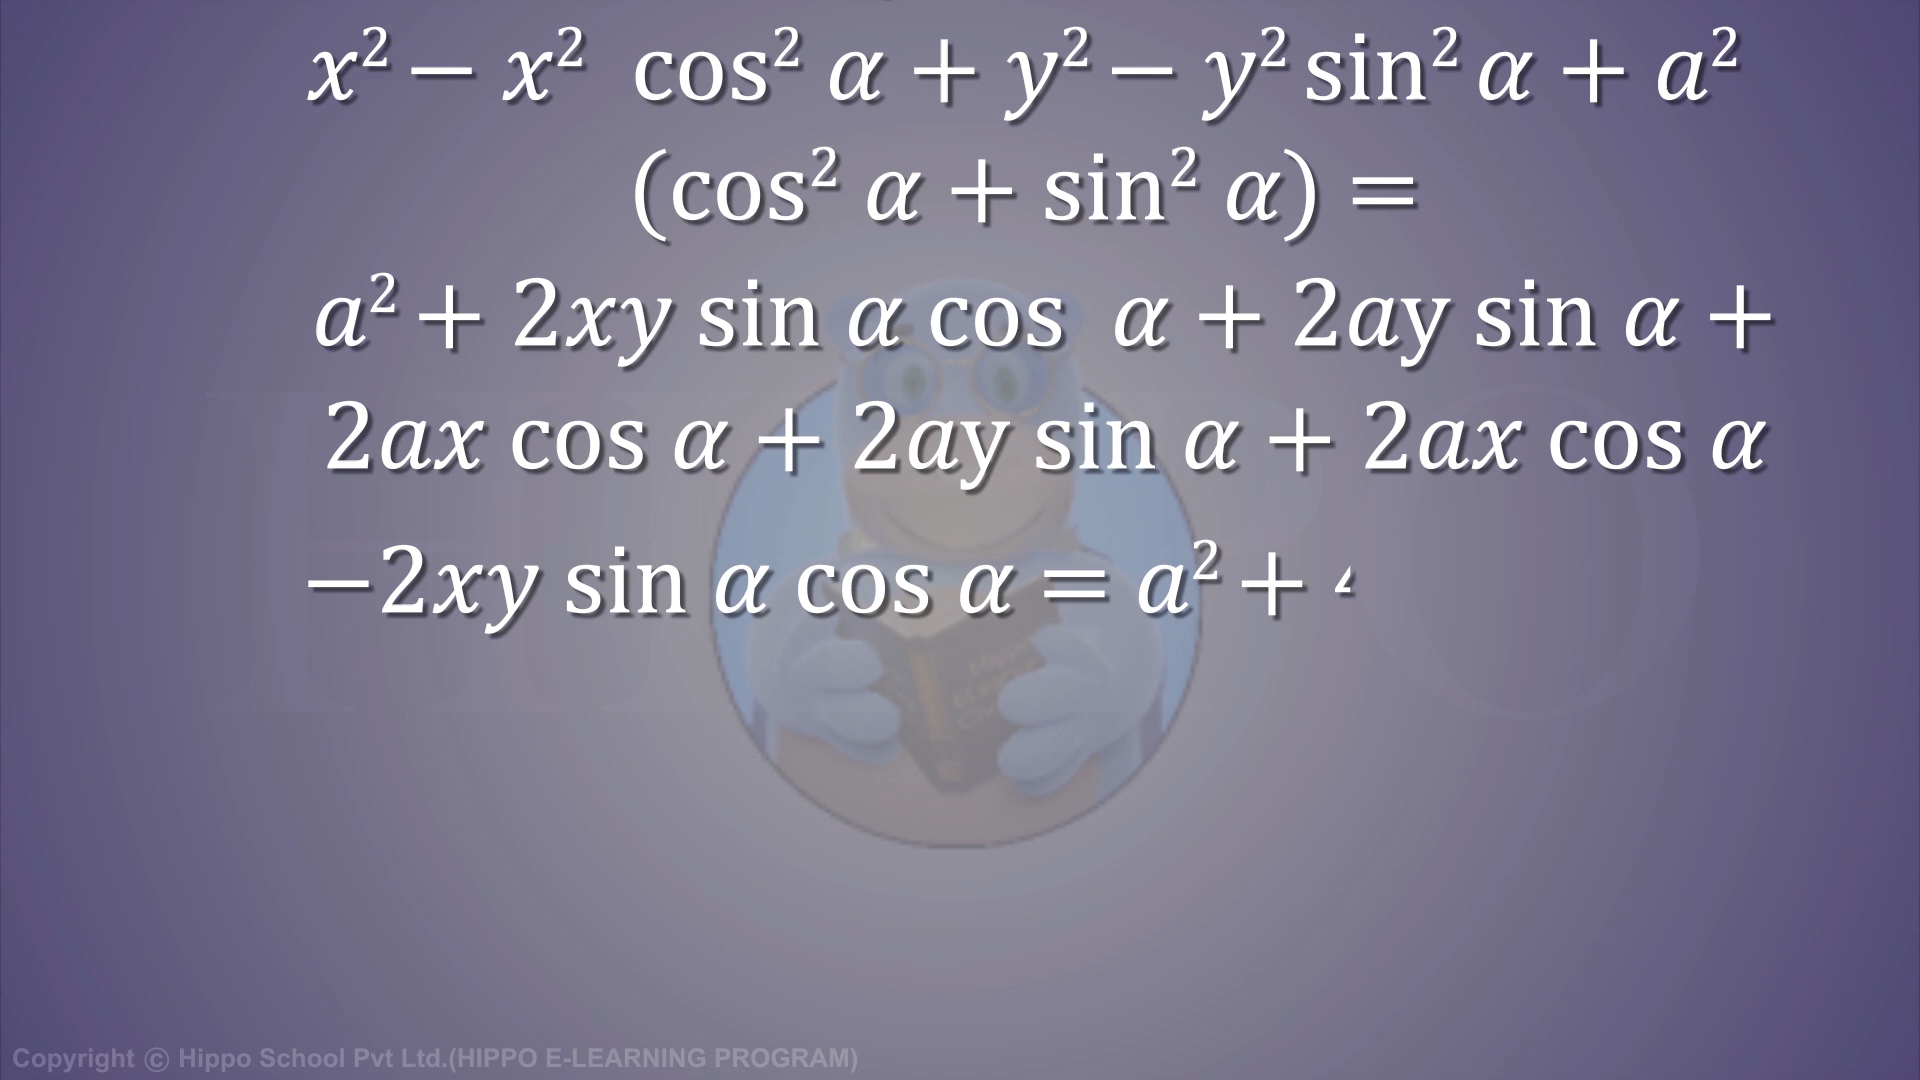 x² − x² cos² α + y² − y² sin² α + a²
(cos² α + sin² α) =
a² + 2xy sin α cos α + 2ay sin α +
2ax cos α + 2ay sin α + 2ax cos α
−2xy sin α cos α = a² +
Copyright © Hippo School Pvt Ltd.(HIPPO E-LEARNING PROGRAM)